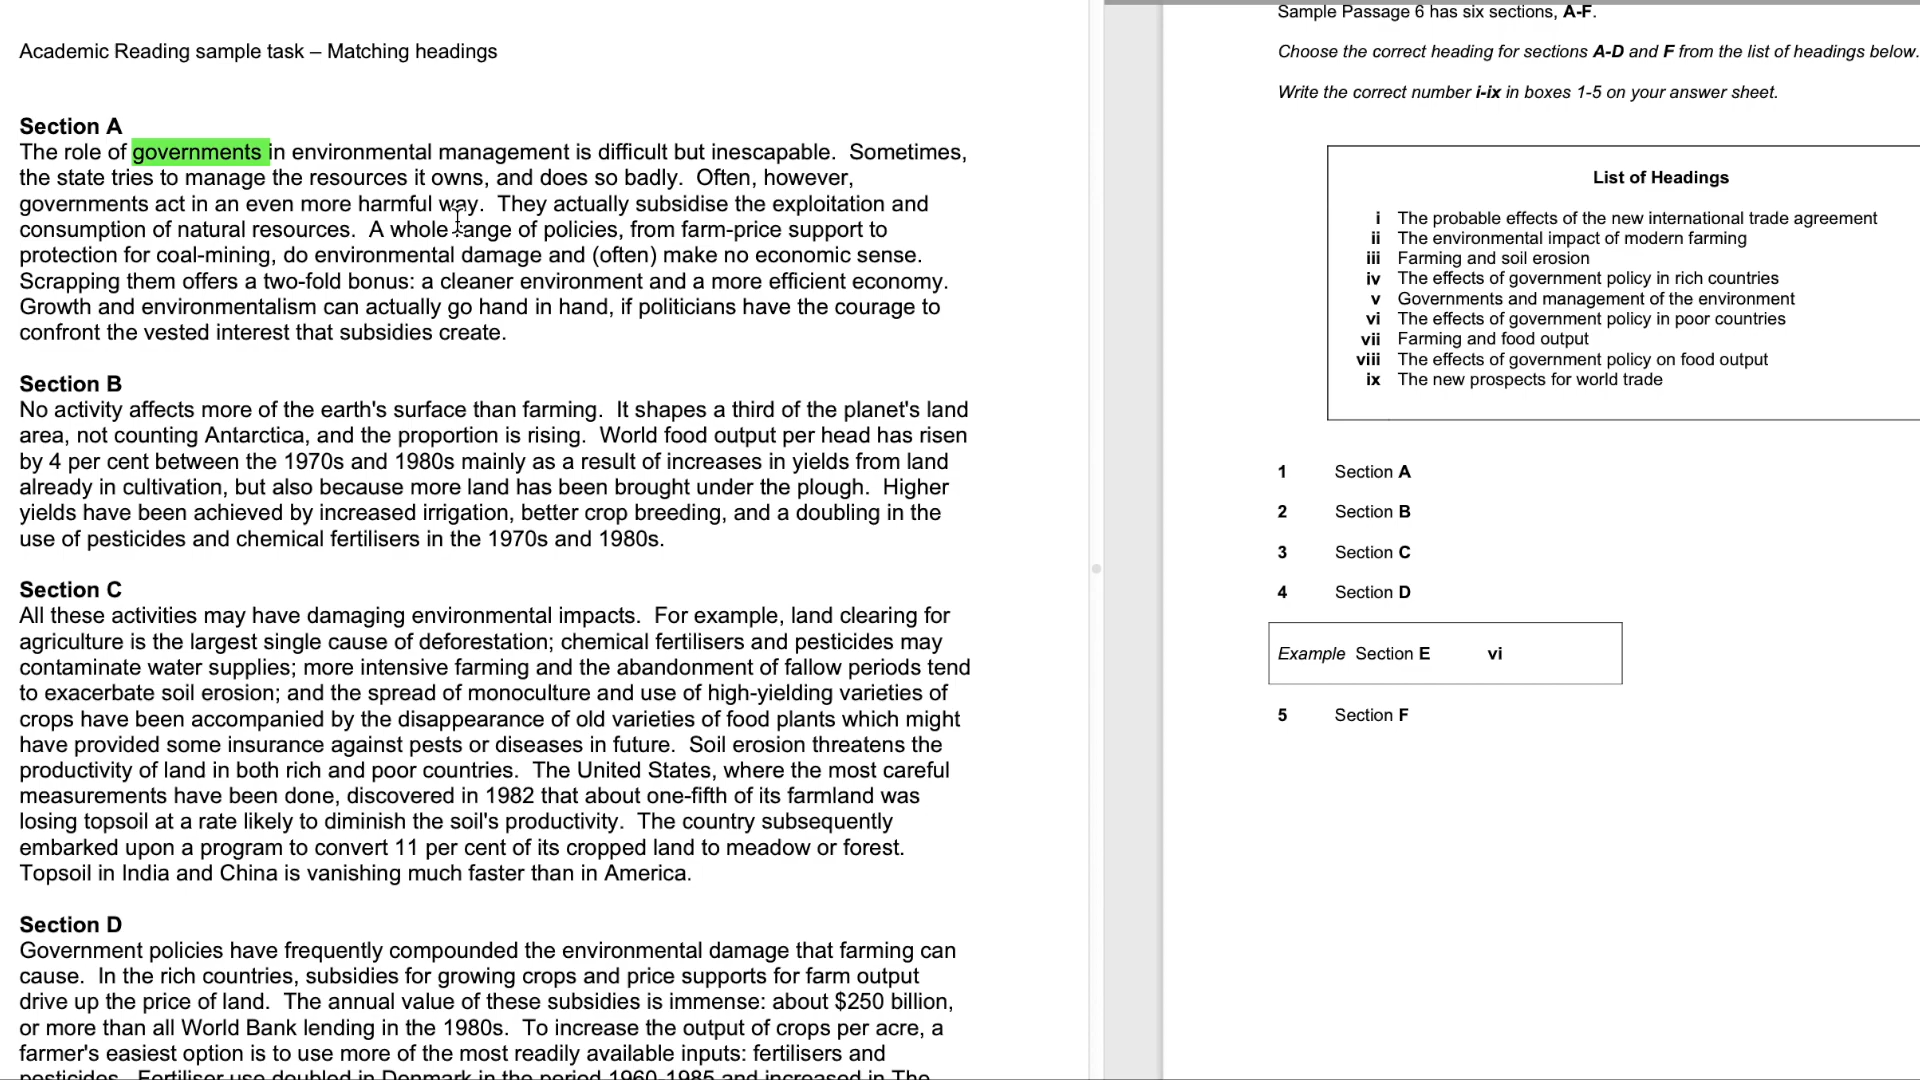 Academic Reading sample task – Matching headings
Section A
The role of governments in environmental management is difficult but inescapable.  Sometimes,
the state tries to manage the resources it owns, and does so badly.  Often, however,
governments act in an even more harmful way.  They actually subsidise the exploitation and
consumption of natural resources.  A whole range of policies, from farm-price support to
protection for coal-mining, do environmental damage and (often) make no economic sense.
Scrapping them offers a two-fold bonus: a cleaner environment and a more efficient economy.
Growth and environmentalism can actually go hand in hand, if politicians have the courage to
confront the vested interest that subsidies create.
Section B
No activity affects more of the earth's surface than farming.  It shapes a third of the planet's land
area, not counting Antarctica, and the proportion is rising.  World food output per head has risen
by 4 per cent between the 1970s and 1980s mainly as a result of increases in yields from land
already in cultivation, but also because more land has been brought under the plough.  Higher
yields have been achieved by increased irrigation, better crop breeding, and a doubling in the
use of pesticides and chemical fertilisers in the 1970s and 1980s.
Section C
All these activities may have damaging environmental impacts.  For example, land clearing for
agriculture is the largest single cause of deforestation; chemical fertilisers and pesticides may
contaminate water supplies; more intensive farming and the abandonment of fallow periods tend
to exacerbate soil erosion; and the spread of monoculture and use of high-yielding varieties of
crops have been accompanied by the disappearance of old varieties of food plants which might
have provided some insurance against pests or diseases in future.  Soil erosion threatens the
productivity of land in both rich and poor countries.  The United States, where the most careful
measurements have been done, discovered in 1982 that about one-fifth of its farmland was
losing topsoil at a rate likely to diminish the soil's productivity.  The country subsequently
embarked upon a program to convert 11 per cent of its cropped land to meadow or forest.
Topsoil in India and China is vanishing much faster than in America.
Section D
Government policies have frequently compounded the environmental damage that farming can
cause.  In the rich countries, subsidies for growing crops and price supports for farm output
drive up the price of land.  The annual value of these subsidies is immense: about $250 billion,
or more than all World Bank lending in the 1980s.  To increase the output of crops per acre, a
farmer's easiest option is to use more of the most readily available inputs: fertilisers and
pesticides.  Fertiliser use doubled in Denmark in the period 1960-1985 and increased in The
Sample Passage 6 has six sections, A-F.
Choose the correct heading for sections A-D and F from the list of headings below.
Write the correct number i-ix in boxes 1-5 on your answer sheet.
List of Headings
i The probable effects of the new international trade agreement
ii The environmental impact of modern farming
iii Farming and soil erosion
iv The effects of government policy in rich countries
v Governments and management of the environment
vi The effects of government policy in poor countries
vii Farming and food output
viii The effects of government policy on food output
ix The new prospects for world trade
1 Section A
2 Section B
3 Section C
4 Section D
Example Section E vi
5 Section F